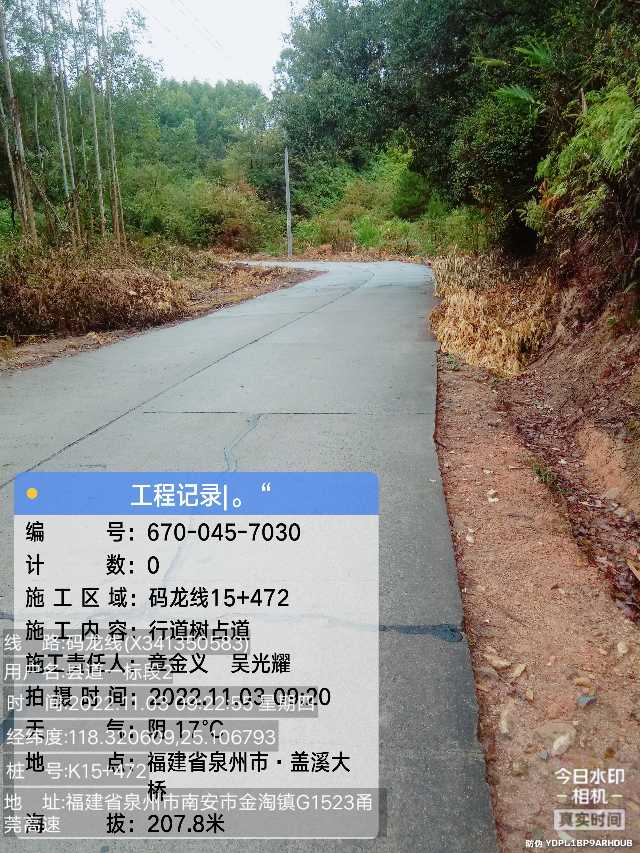 工程记录|。“
编 号: 670-045-7030
计 数: 0
施工区域: 码龙线15+472
施工内容: 行道树占道
线 路:码龙线(X341350583)
施工责任人: 章金义 吴光耀
用户名:县道一标段2
拍摄时间: 2022.11.03 09:20
时 间:2022.11.03 09:22:55 星期四
天 气: 阴 17℃
经纬度:118.320609,25.106793
地 点: 福建省泉州市·盖溪大
桥
桩 号:K15+472
地 址:福建省泉州市南安市金淘镇G1523甬
莞高速
海 拔: 207.8米
今日水印
相机
真实时间
防伪 YDPL1BP9ARHDUB